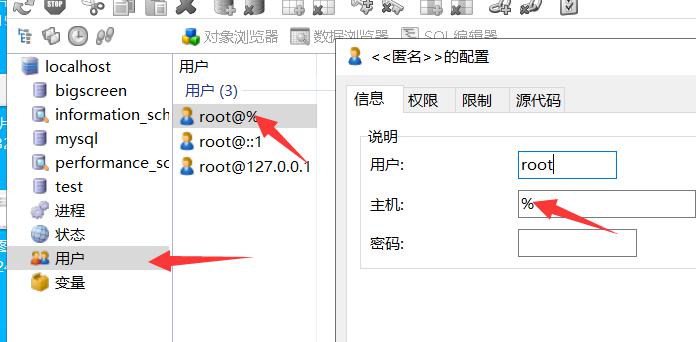 对象浏览器 数据浏览器 SQL编辑器
localhost
bigscreen
information_sch
mysql
performance_sc
test
进程
状态
用户
变量
用户
用户 (3)
root@%
root@::1
root@127.0.0.1
<<匿名>>的配置
信息 权限 限制 源代码
说明
用户: root
主机: %
密码: